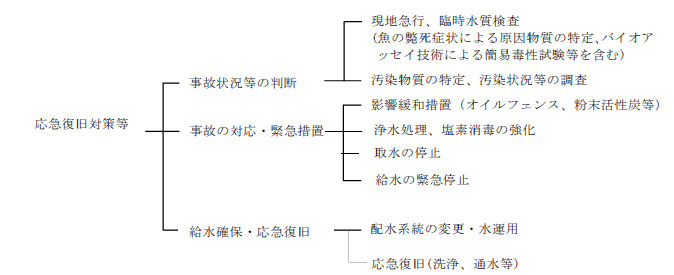 現地急行、臨時水質検査
(魚の斃死症状による原因物質の特定、バイオア
ッセイ技術による簡易毒性試験等を含む)
事故状況等の判断
汚染物質の特定、汚染状況等の調査
影響緩和措置（オイルフェンス、粉末活性炭等）
応急復旧対策等
事故の対応・緊急措置
浄水処理、塩素消毒の強化
取水の停止
給水の緊急停止
給水確保・応急復旧
配水系統の変更・水運用
応急復旧(洗浄、通水等)